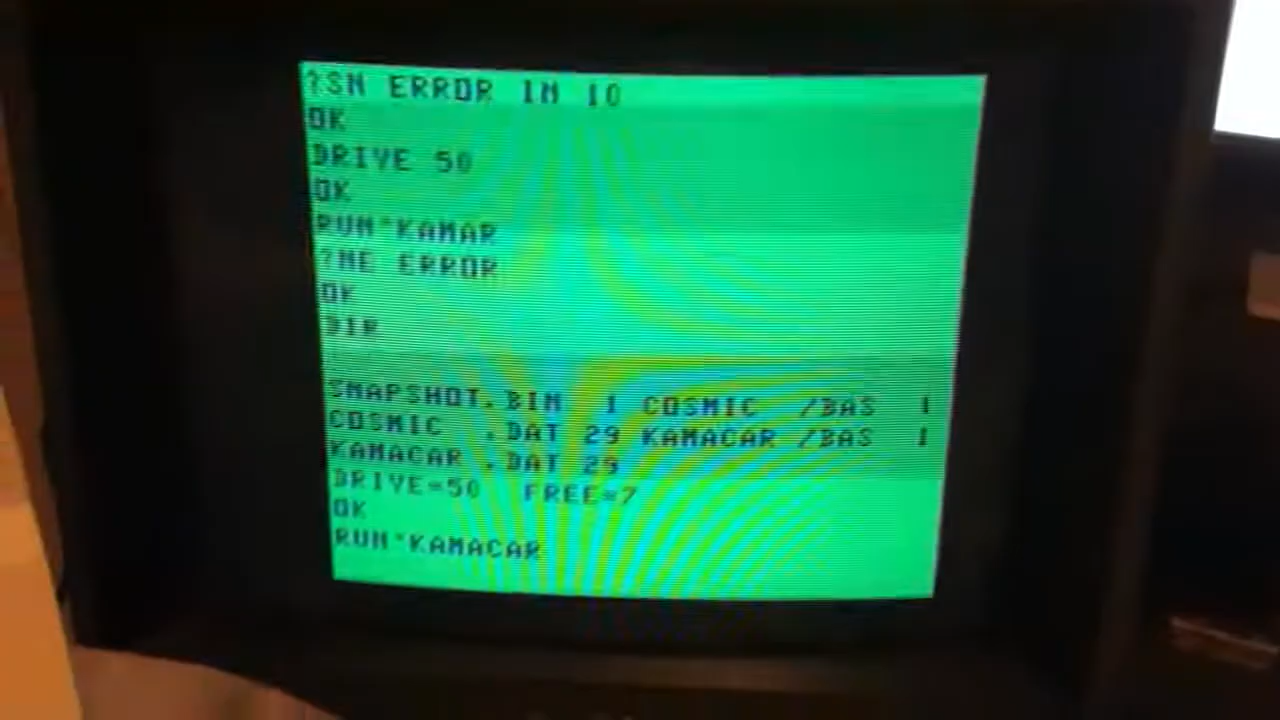 ?SN ERROR IN 10
OK
DRIVE 50
OK
RUN"KAMAR
?NE ERROR
OK
DIR
SNAPSHOT.BIN 1 COSMIC /BAS 1
COSMIC .DAT 29 KAMACAR /BAS 1
KAMACAR .DAT 29
DRIVE=50 FREE=7
OK
RUN"KAMACAR